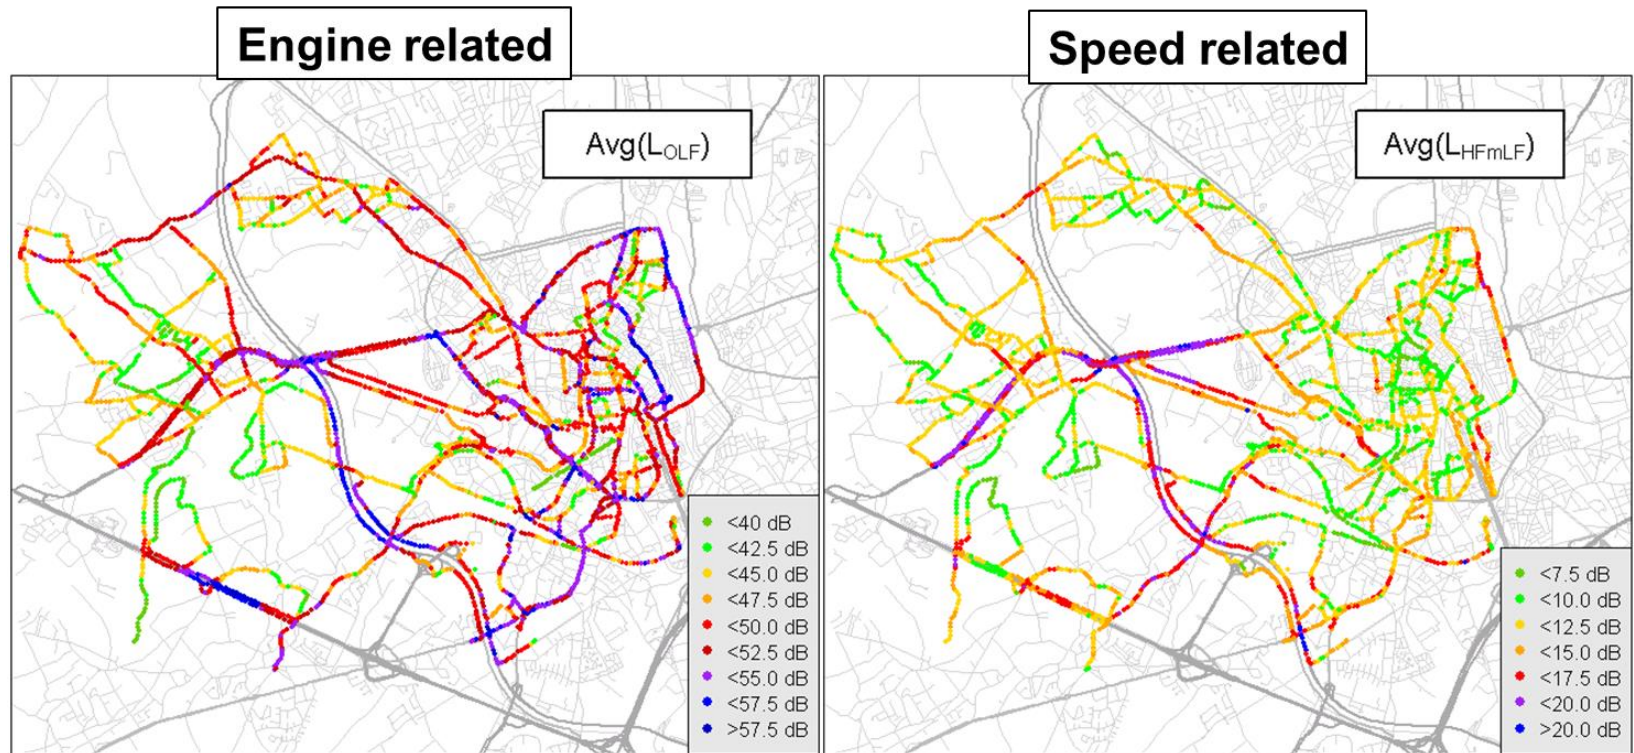 Engine related
Avg(L_OLF)
<40 dB
<42.5 dB
<45.0 dB
<47.5 dB
<50.0 dB
<52.5 dB
<55.0 dB
<57.5 dB
>57.5 dB
Speed related
Avg(L_HFmLF)
<7.5 dB
<10.0 dB
<12.5 dB
<15.0 dB
<17.5 dB
<20.0 dB
>20.0 dB